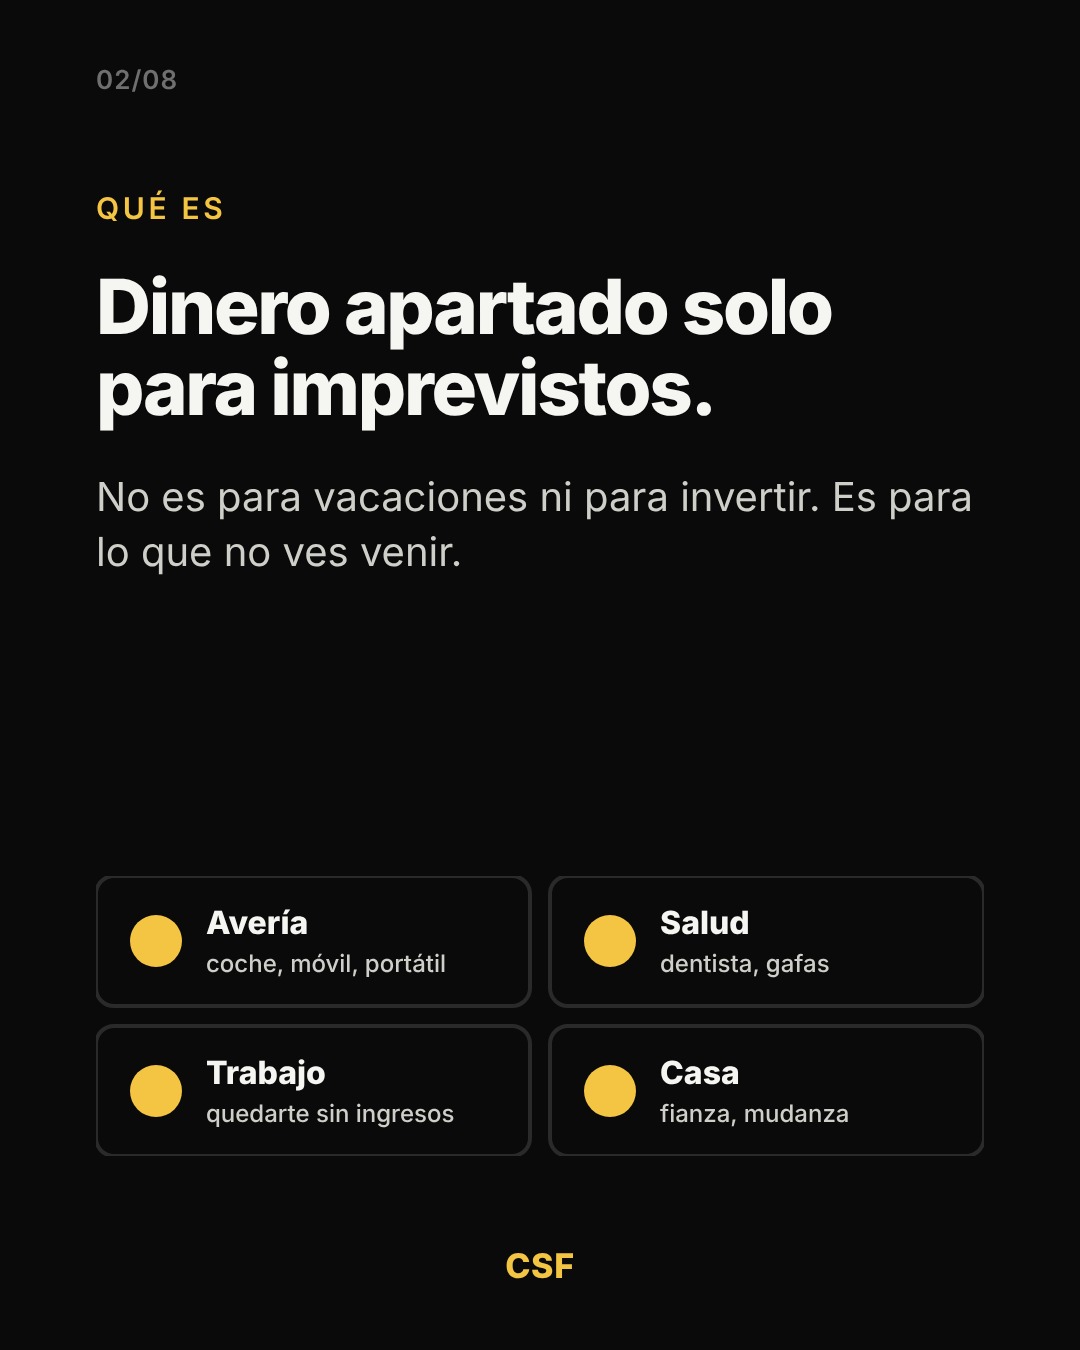 02/08
QUÉ ES
Dinero apartado solo
para imprevistos.
No es para vacaciones ni para invertir. Es para
lo que no ves venir.
Avería
coche, móvil, portátil
Salud
dentista, gafas
Trabajo
quedarte sin ingresos
Casa
fianza, mudanza
CSF